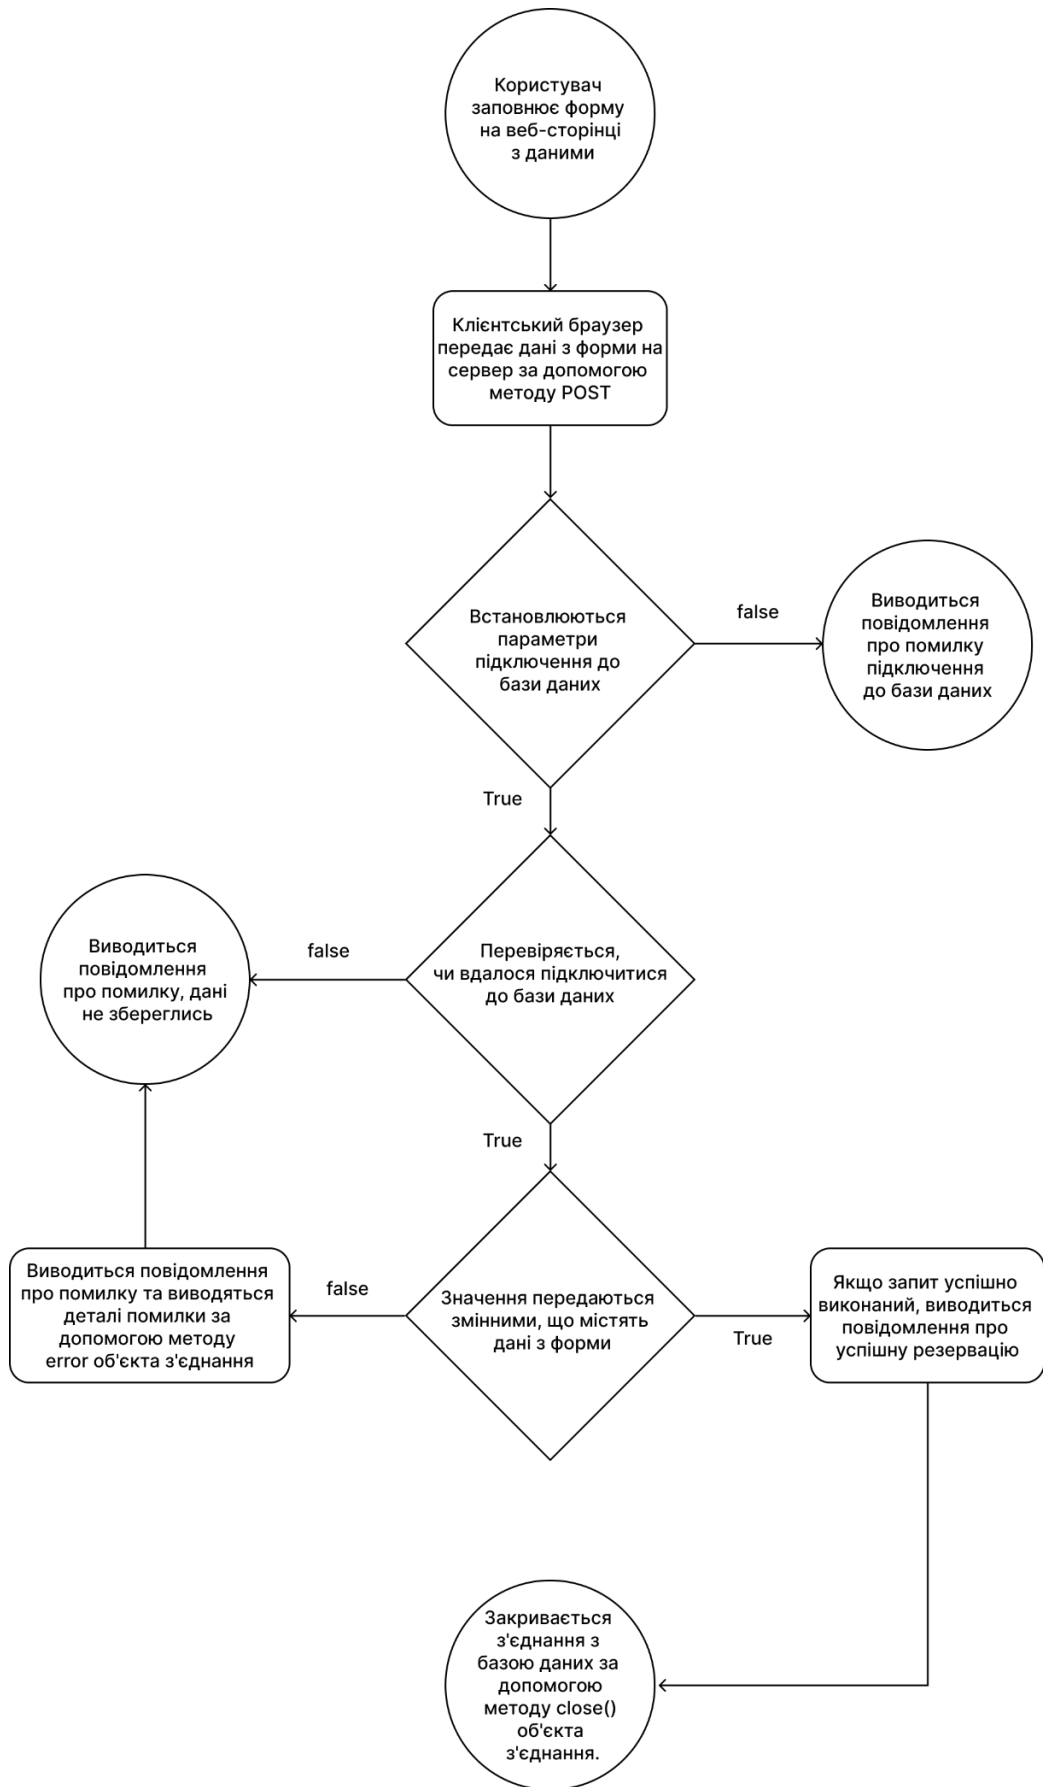 Користувач
заповнює форму
на веб-сторінці
з даними
Клієнтський браузер
передає дані з форми на
сервер за допомогою
методу POST
Встановлюються
параметри
підключення до
бази даних
false
Виводиться
повідомлення
про помилку
підключення
до бази даних
True
Перевіряється,
чи вдалося підключитися
до бази даних
false
Виводиться
повідомлення
про помилку, дані
не збереглись
True
Значення передаються
змінними, що містять
дані з форми
false
Виводиться повідомлення
про помилку та виводяться
деталі помилки за
допомогою методу
error об'єкта з'єднання
True
Якщо запит успішно
виконаний, виводиться
повідомлення про
успішну резервацію
Закривається
з'єднання з
базою даних за
допомогою
методу close()
об'єкта
з'єднання.